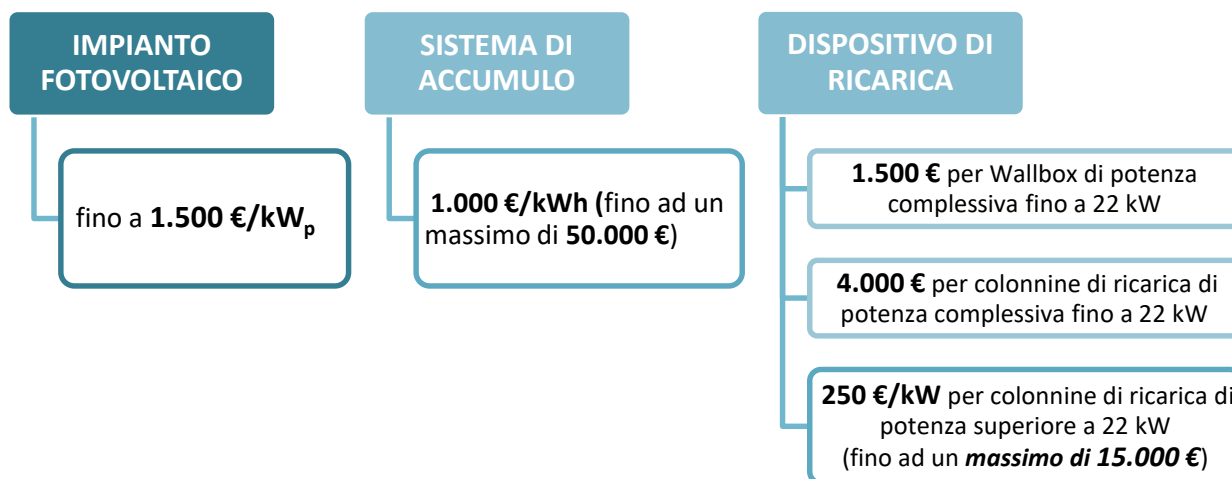 IMPIANTO
FOTOVOLTAICO
fino a 1.500 €/kWp
SISTEMA DI
ACCUMULO
1.000 €/kWh (fino ad un
massimo di 50.000 €)
DISPOSITIVO DI
RICARICA
1.500 € per Wallbox di potenza
complessiva fino a 22 kW
4.000 € per colonnine di ricarica di
potenza complessiva fino a 22 kW
250 €/kW per colonnine di ricarica di
potenza superiore a 22 kW
(fino ad un massimo di 15.000 €)